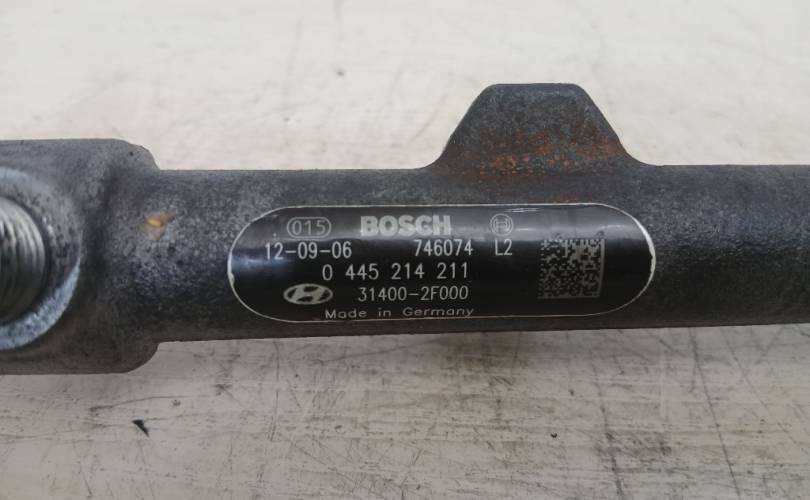 015 BOSCH
12-09-06 746074 L2
0 445 214 211
31400-2F000
Made in Germany